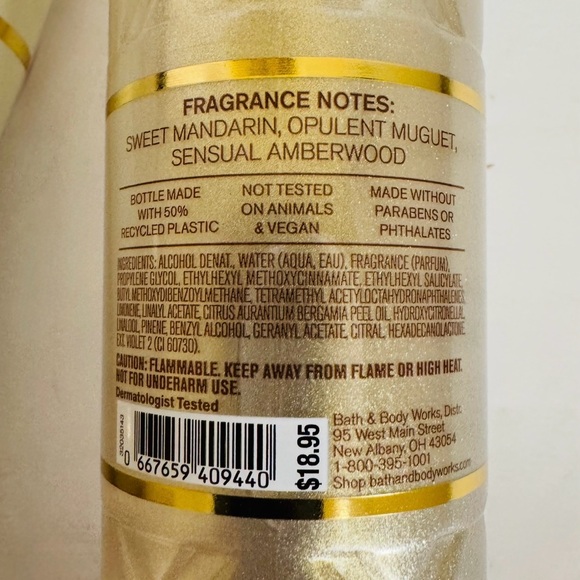 FRAGRANCE NOTES:
SWEET MANDARIN, OPULENT MUGUET,
SENSUAL AMBERWOOD
BOTTLE MADE
WITH 50%
RECYCLED PLASTIC
NOT TESTED
ON ANIMALS
& VEGAN
MADE WITHOUT
PARABENS OR
PHTHALATES
INGREDIENTS: ALCOHOL DENAT., WATER (AQUA, EAU), FRAGRANCE (PARFUM),
PROPYLENE GLYCOL, ETHYLHEXYL METHOXYCINNAMATE, ETHYLHEXYL SALICYLATE,
BUTYL METHOXYDIBENZOYLMETHANE, TETRAMETHYL ACETYLOCTAHYDRONAPHTHALENES,
LIMONENE, LINALYL ACETATE, CITRUS AURANTIUM BERGAMIA PEEL OIL, HYDROXYCITRONELLAL,
LINALOOL, PINENE, BENZYL ALCOHOL, GERANYL ACETATE, CITRAL, HEXADECANOLACTONE,
EXT. VIOLET 2 (CI 60730).
CAUTION: FLAMMABLE. KEEP AWAY FROM FLAME OR HIGH HEAT.
NOT FOR UNDERARM USE.
Dermatologist Tested
32035143
0 667659 409440
$18.95
Bath & Body Works, Distr.
95 West Main Street
New Albany, OH 43054
1-800-395-1001
Shop bathandbodyworks.com